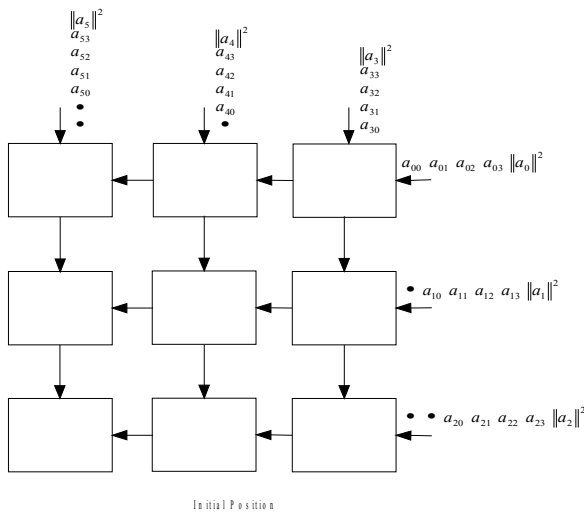 ‖a₅‖²
a₅₃
a₅₂
a₅₁
a₅₀
•
•
‖a₄‖²
a₄₃
a₄₂
a₄₁
a₄₀
•
‖a₃‖²
a₃₃
a₃₂
a₃₁
a₃₀
a₀₀ a₀₁ a₀₂ a₀₃ ‖a₀‖²
• a₁₀ a₁₁ a₁₂ a₁₃ ‖a₁‖²
• • a₂₀ a₂₁ a₂₂ a₂₃ ‖a₂‖²
Initial Position